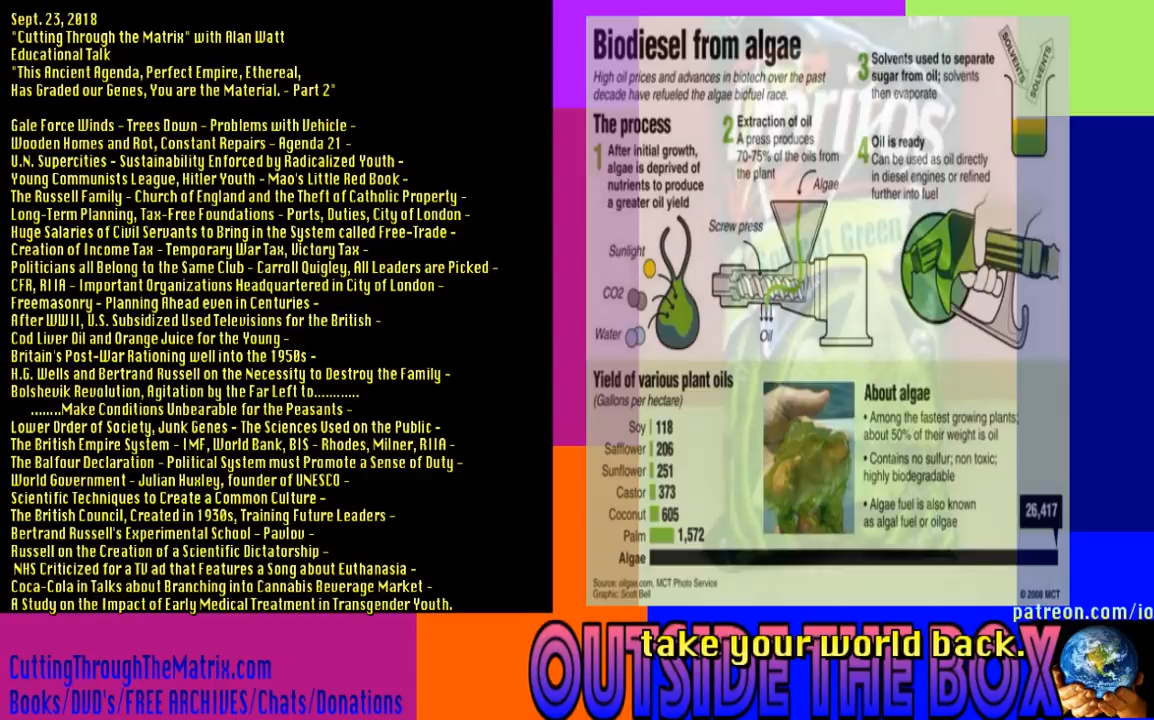 Sept. 23, 2018
"Cutting Through the Matrix" with Alan Watt
Educational Talk
"This Ancient Agenda, Perfect Empire, Ethereal,
Has Graded our Genes, You are the Material. - Part 2"
Gale Force Winds - Trees Down - Problems with Vehicle -
Wooden Homes and Rot, Constant Repairs - Agenda 21 -
U.N. Supercities - Sustainability Enforced by Radicalized Youth -
Young Communists League, Hitler Youth - Mao's Little Red Book -
The Russell Family - Church of England and the Theft of Catholic Property -
Long-Term Planning, Tax-Free Foundations - Ports, Duties, City of London -
Huge Salaries of Civil Servants to Bring in the System called Free-Trade -
Creation of Income Tax - Temporary War Tax, Victory Tax -
Politicians all Belong to the Same Club - Carroll Quigley, All Leaders are Picked -
CFR, RIIA - Important Organizations Headquartered in City of London -
Freemasonry - Planning Ahead even in Centuries -
After WWII, U.S. Subsidized Used Televisions for the British -
Cod Liver Oil and Orange Juice for the Young -
Britain's Post-War Rationing well into the 1950s -
H.G. Wells and Bertrand Russell on the Necessity to Destroy the Family -
Bolshevik Revolution, Agitation by the Far Left to............
........Make Conditions Unbearable for the Peasants -
Lower Order of Society, Junk Genes - The Sciences Used on the Public -
The British Empire System - IMF, World Bank, BIS - Rhodes, Milner, RIIA -
The Balfour Declaration - Political System must Promote a Sense of Duty -
World Government - Julian Huxley, founder of UNESCO -
Scientific Techniques to Create a Common Culture -
The British Council, Created in 1930s, Training Future Leaders -
Bertrand Russell's Experimental School - Pavlov -
Russell on the Creation of a Scientific Dictatorship -
NHS Criticized for a TV ad that Features a Song about Euthanasia -
Coca-Cola in Talks about Branching into Cannabis Beverage Market -
A Study on the Impact of Early Medical Treatment in Transgender Youth.
CuttingThroughTheMatrix.com
Books/DVD's/FREE ARCHIVES/Chats/Donations
Biodiesel from algae
High oil prices and advances in biotech over the past
decade have refueled the algae biofuel race.
The process
1 After initial growth,
algae is deprived of
nutrients to produce
a greater oil yield
Sunlight
CO2
Water
2 Extraction of oil
A press produces
70-75% of the oils from
the plant
Algae
Screw press
Oil
3 Solvents used to separate
sugar from oil; solvents
then evaporate
SOLVENTS
SOLVENTS
4 Oil is ready
Can be used as oil directly
in diesel engines or refined
further into fuel
Doritos
Yield of various plant oils
(Gallons per hectare)
Soy 118
Safflower 206
Sunflower 251
Castor 373
Coconut 605
Palm 1,572
Algae 26,417
About algae
• Among the fastest growing plants;
about 50% of their weight is oil
• Contains no sulfur; non toxic;
highly biodegradable
• Algae fuel is also known
as algal fuel or oilgae
Source: oilgae.com, MCT Photo Service
Graphic: Scott Bell
© 2008 MCT
patreon.com/io
OUTSIDE THE BOX
take your world back.